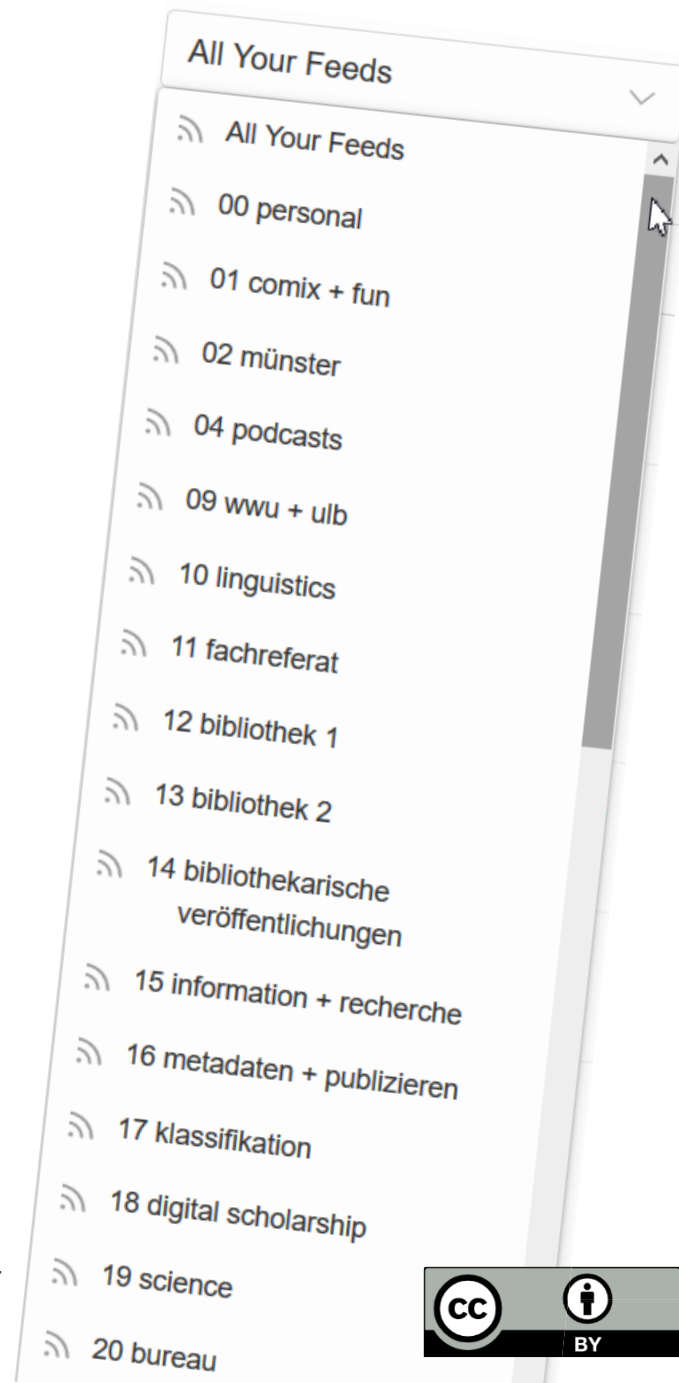 All Your Feeds
All Your Feeds
00 personal
01 comix + fun
02 münster
04 podcasts
09 wwu + ulb
10 linguistics
11 fachreferat
12 bibliothek 1
13 bibliothek 2
14 bibliothekarische
veröffentlichungen
15 information + recherche
16 metadaten + publizieren
17 klassifikation
18 digital scholarship
19 science
20 bureau
cc
BY